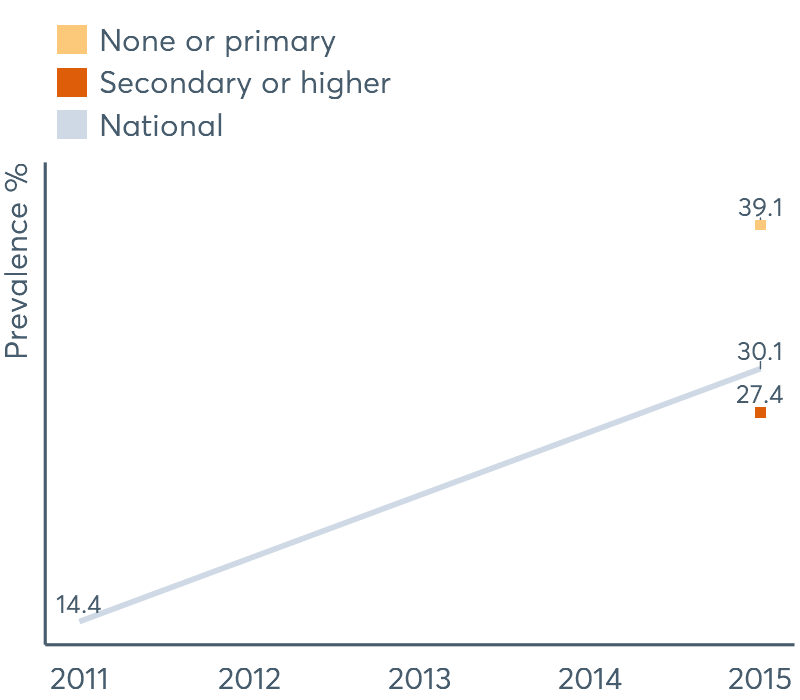 None or primary
Secondary or higher
National
Prevalence %
39.1
30.1
27.4
14.4
2011 2012 2013 2014 2015